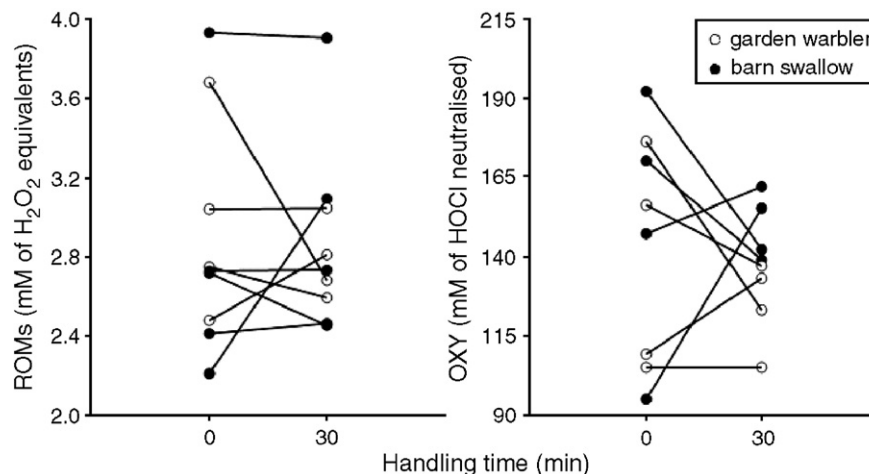 ROMs (mM of H₂O₂ equivalents)
4.0
3.6
3.2
2.8
2.4
2.0
0 30
OXY (mM of HOCl neutralised)
215
190
165
140
115
90
0 30
garden warbler
barn swallow
Handling time (min)